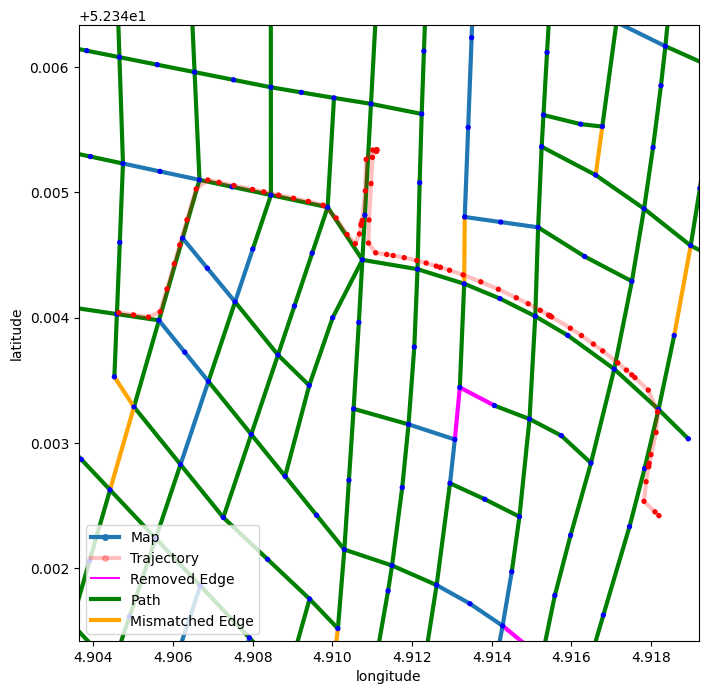 +5.234e1
0.006
0.005
0.004
0.003
0.002
latitude
Map
Trajectory
Removed Edge
Path
Mismatched Edge
4.904 4.906 4.908 4.910 4.912 4.914 4.916 4.918
longitude